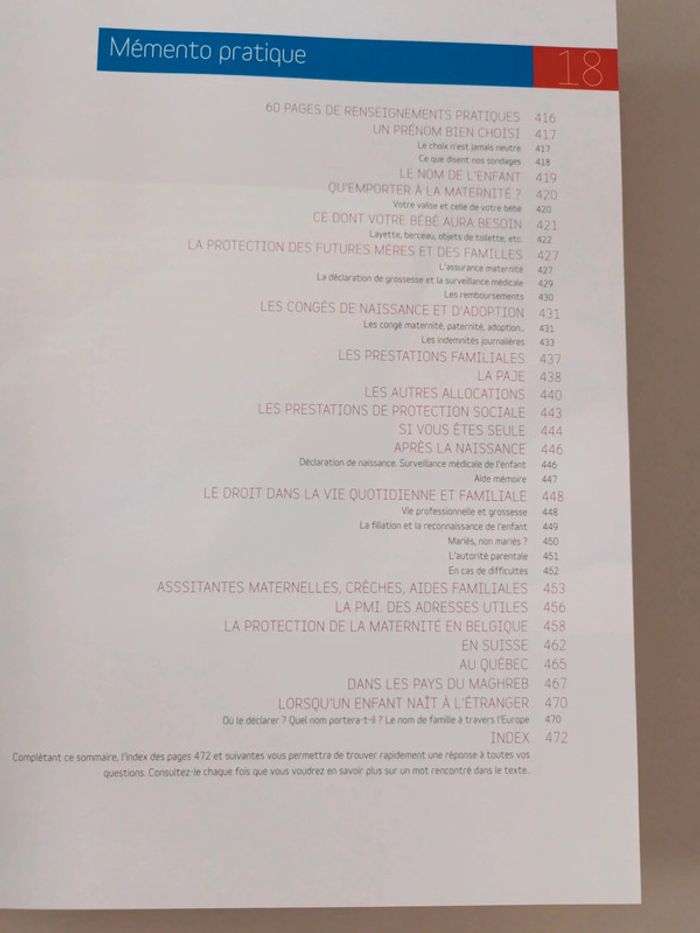 Mémento pratique 18
60 PAGES DE RENSEIGNEMENTS PRATIQUES 416
UN PRÉNOM BIEN CHOISI 417
Le choix n'est jamais neutre 417
Ce que disent nos sondages 418
LE NOM DE L'ENFANT 419
QU'EMPORTER À LA MATERNITÉ ? 420
Votre valise et celle de votre bébé 420
CE DONT VOTRE BÉBÉ AURA BESOIN 421
Layette, berceau, objets de toilette, etc. 422
LA PROTECTION DES FUTURES MÈRES ET DES FAMILLES 427
L'assurance maternité 427
La déclaration de grossesse et la surveillance médicale 429
Les remboursements 430
LES CONGÉS DE NAISSANCE ET D'ADOPTION 431
Les congé maternité, paternité, adoption.. 431
Les indemnités journalières 433
LES PRESTATIONS FAMILIALES 437
LA PAJE 438
LES AUTRES ALLOCATIONS 440
LES PRESTATIONS DE PROTECTION SOCIALE 443
SI VOUS ÊTES SEULE 444
APRÈS LA NAISSANCE 446
Déclaration de naissance. Surveillance médicale de l'enfant 446
Aide mémoire 447
LE DROIT DANS LA VIE QUOTIDIENNE ET FAMILIALE 448
Vie professionnelle et grossesse 448
La filiation et la reconnaissance de l'enfant 449
Mariés, non mariés ? 450
L'autorité parentale 451
En cas de difficultés 452
ASSSITANTES MATERNELLES, CRÈCHES, AIDES FAMILIALES 453
LA PMI. DES ADRESSES UTILES 456
LA PROTECTION DE LA MATERNITÉ EN BELGIQUE 458
EN SUISSE 462
AU QUÉBEC 465
DANS LES PAYS DU MAGHREB 467
LORSQU'UN ENFANT NAÎT À L'ÉTRANGER 470
Où le déclarer ? Quel nom portera-t-il ? Le nom de famille à travers l'Europe 470
INDEX 472
Complétant ce sommaire, l'index des pages 472 et suivantes vous permettra de trouver rapidement une réponse à toutes vos
questions. Consultez-le chaque fois que vous voudrez en savoir plus sur un mot rencontré dans le texte.